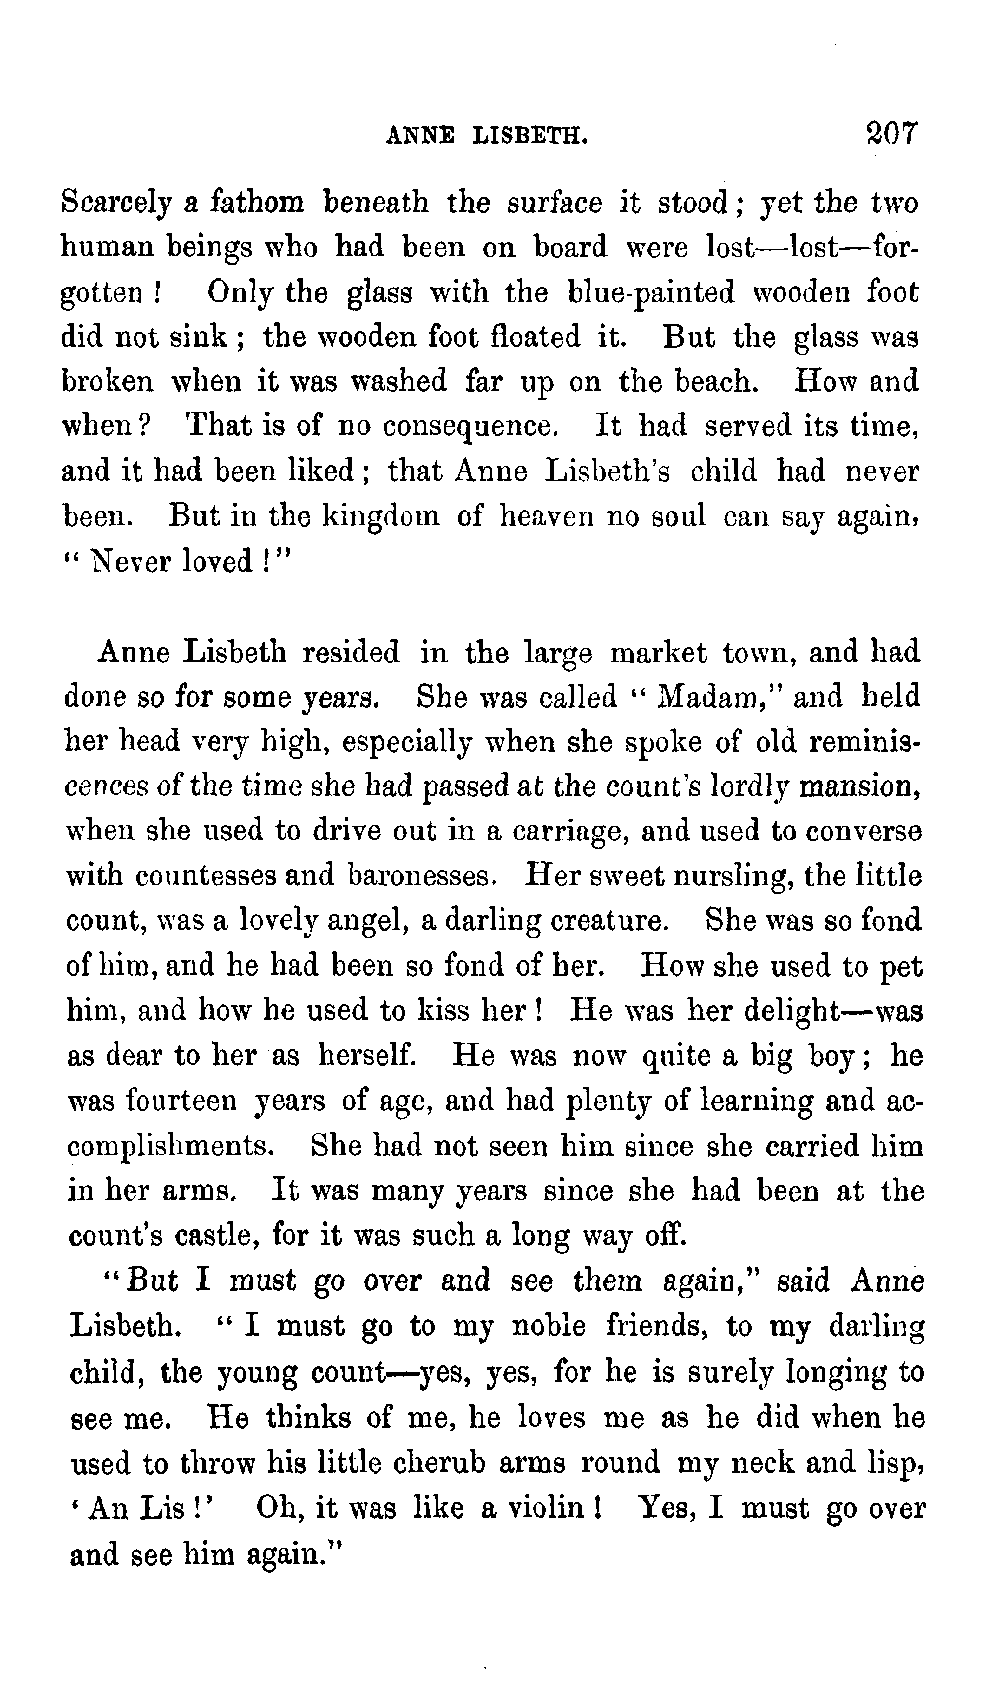 ANNE LISBETH. 207
Scarcely a fathom beneath the surface it stood; yet the two
human beings who had been on board were lost—lost—for-
gotten! Only the glass with the blue-painted wooden foot
did not sink; the wooden foot floated it. But the glass was
broken when it was washed far up on the beach. How and
when? That is of no consequence. It had served its time,
and it had been liked; that Anne Lisbeth's child had never
been. But in the kingdom of heaven no soul can say again,
"Never loved!"
Anne Lisbeth resided in the large market town, and had
done so for some years. She was called "Madam," and held
her head very high, especially when she spoke of old reminis-
cences of the time she had passed at the count's lordly mansion,
when she used to drive out in a carriage, and used to converse
with countesses and baronesses. Her sweet nursling, the little
count, was a lovely angel, a darling creature. She was so fond
of him, and he had been so fond of her. How she used to pet
him, and how he used to kiss her! He was her delight—was
as dear to her as herself. He was now quite a big boy; he
was fourteen years of age, and had plenty of learning and ac-
complishments. She had not seen him since she carried him
in her arms. It was many years since she had been at the
count's castle, for it was such a long way off.
"But I must go over and see them again," said Anne
Lisbeth. "I must go to my noble friends, to my darling
child, the young count—yes, yes, for he is surely longing to
see me. He thinks of me, he loves me as he did when he
used to throw his little cherub arms round my neck and lisp,
'An Lis!' Oh, it was like a violin! Yes, I must go over
and see him again."